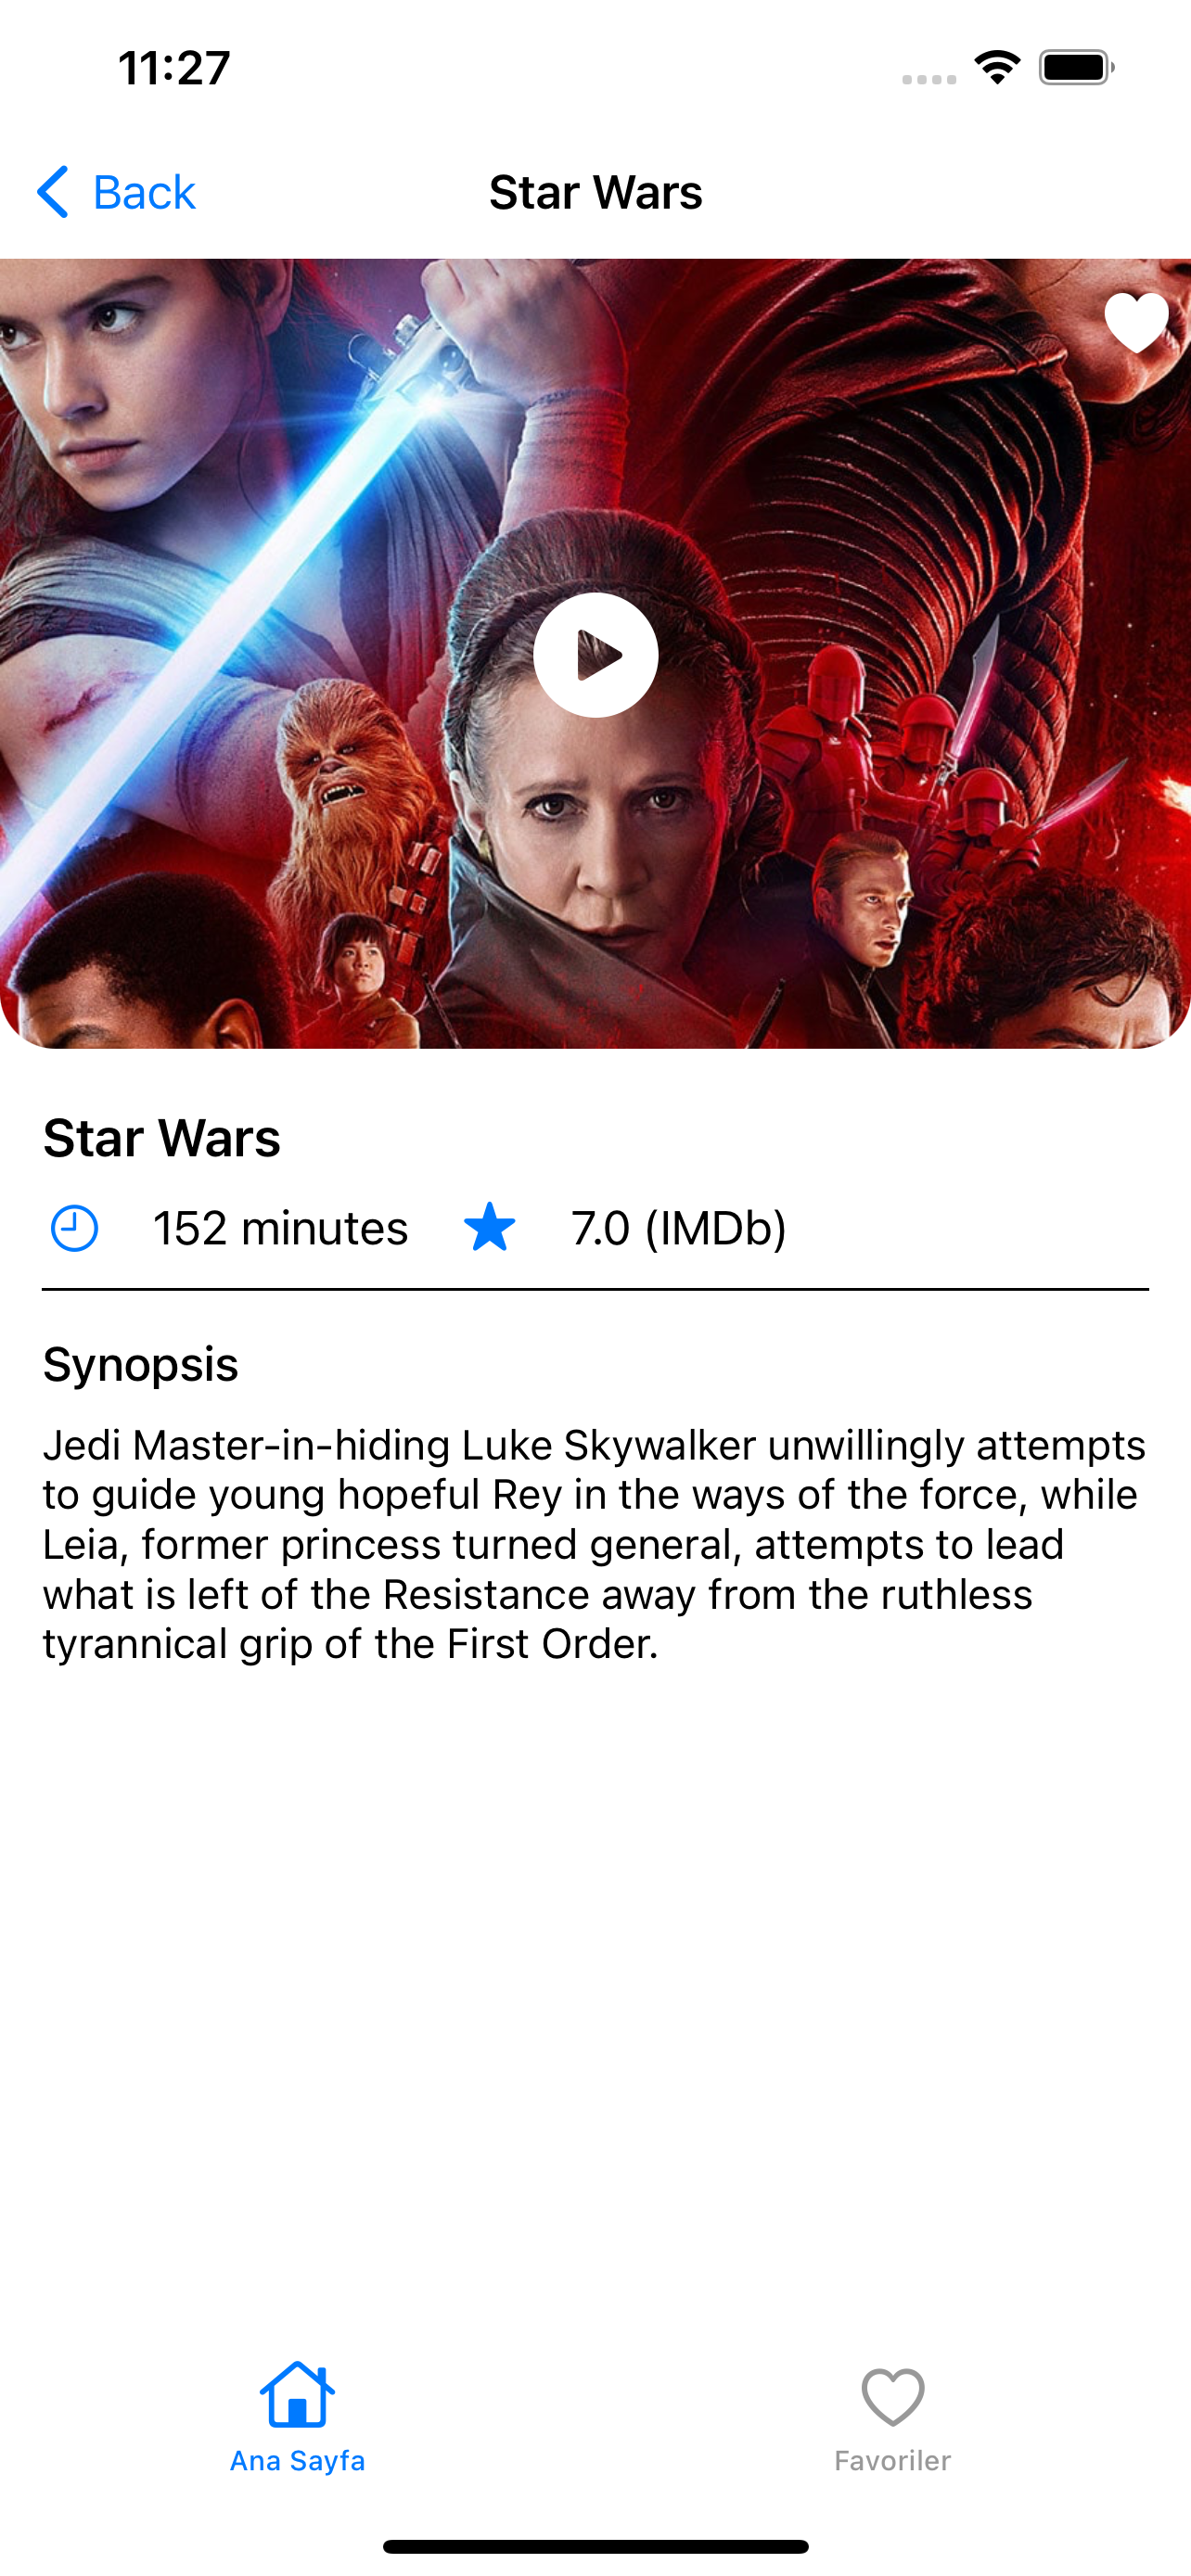 11:27
Back
Star Wars
Star Wars
152 minutes
7.0 (IMDb)
Synopsis
Jedi Master-in-hiding Luke Skywalker unwillingly attempts
to guide young hopeful Rey in the ways of the force, while
Leia, former princess turned general, attempts to lead
what is left of the Resistance away from the ruthless
tyrannical grip of the First Order.
Ana Sayfa
Favoriler